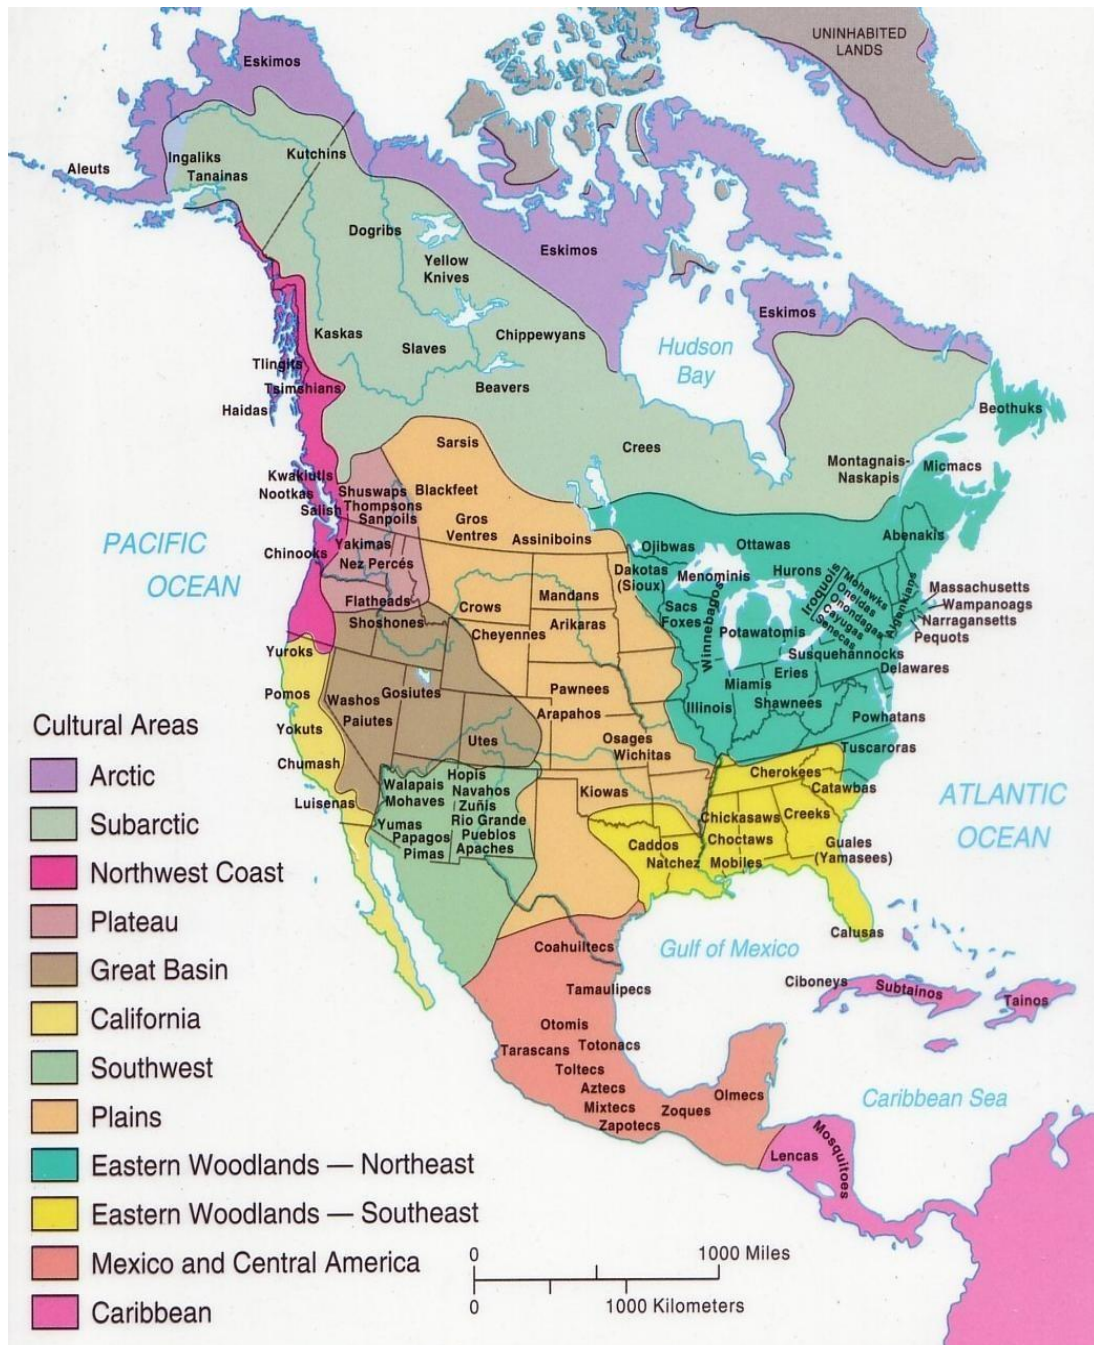 UNINHABITED
LANDS
Eskimos
Aleuts
Ingaliks
Tanainas
Kutchins
Dogribs
Yellow
Knives
Eskimos
Eskimos
Kaskas
Slaves
Chippewyans
Beavers
Hudson
Bay
Tlingits
Tsimshians
Haidas
Beothuks
Sarsis
Crees
Montagnais-
Naskapis
Micmacs
Kwakiutls
Nootkas
Salish
Shuswaps
Thompsons
Sanpoils
Blackfeet
Gros
Ventres
Assiniboins
PACIFIC
OCEAN
Chinooks
Yakimas
Nez Percés
Flatheads
Shoshones
Crows
Cheyennes
Mandans
Arikaras
Dakotas
(Sioux)
Ojibwas
Ottawas
Menominis
Hurons
Abenakis
Iroquois
Mohawks
Oneidas
Onondagas
Cayugas
Senecas
Algonkians
Massachusetts
Wampanoags
Narragansetts
Pequots
Sacs
Foxes
Winnebagos
Potawatomis
Susquehannocks
Delawares
Eries
Miamis
Illinois
Shawnees
Powhatans
Tuscaroras
Yuroks
Pomos
Yokuts
Chumash
Luisenas
Washos
Paiutes
Gosiutes
Utes
Pawnees
Arapahos
Osages
Wichitas
Kiowas
Walapais
Mohaves
Yumas
Papagos
Pimas
Hopis
Navahos
Zuñis
Rio Grande
Pueblos
Apaches
Cherokees
Catawbas
Chickasaws
Creeks
Choctaws
Caddos
Natchez
Mobiles
Guales
(Yamasees)
Calusas
ATLANTIC
OCEAN
Gulf of Mexico
Coahuiltecs
Tamaulipecs
Otomis
Totonacs
Tarascans
Toltecs
Aztecs
Mixtecs
Zapotecs
Zoques
Olmecs
Ciboneys
Subtainos
Tainos
Caribbean Sea
Lencas
Mosquitoes
Cultural Areas
Arctic
Subarctic
Northwest Coast
Plateau
Great Basin
California
Southwest
Plains
Eastern Woodlands — Northeast
Eastern Woodlands — Southeast
Mexico and Central America
Caribbean
0
1000 Miles
0
1000 Kilometers